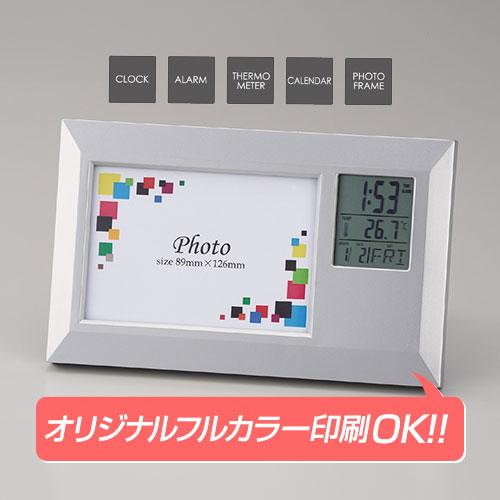 CLOCK
ALARM
THERMO
METER
CALENDAR
PHOTO
FRAME
Photo
size 89mm×126mm
1:53
TEMP
26.7℃
1 21 FRI
オリジナルフルカラー印刷OK!!